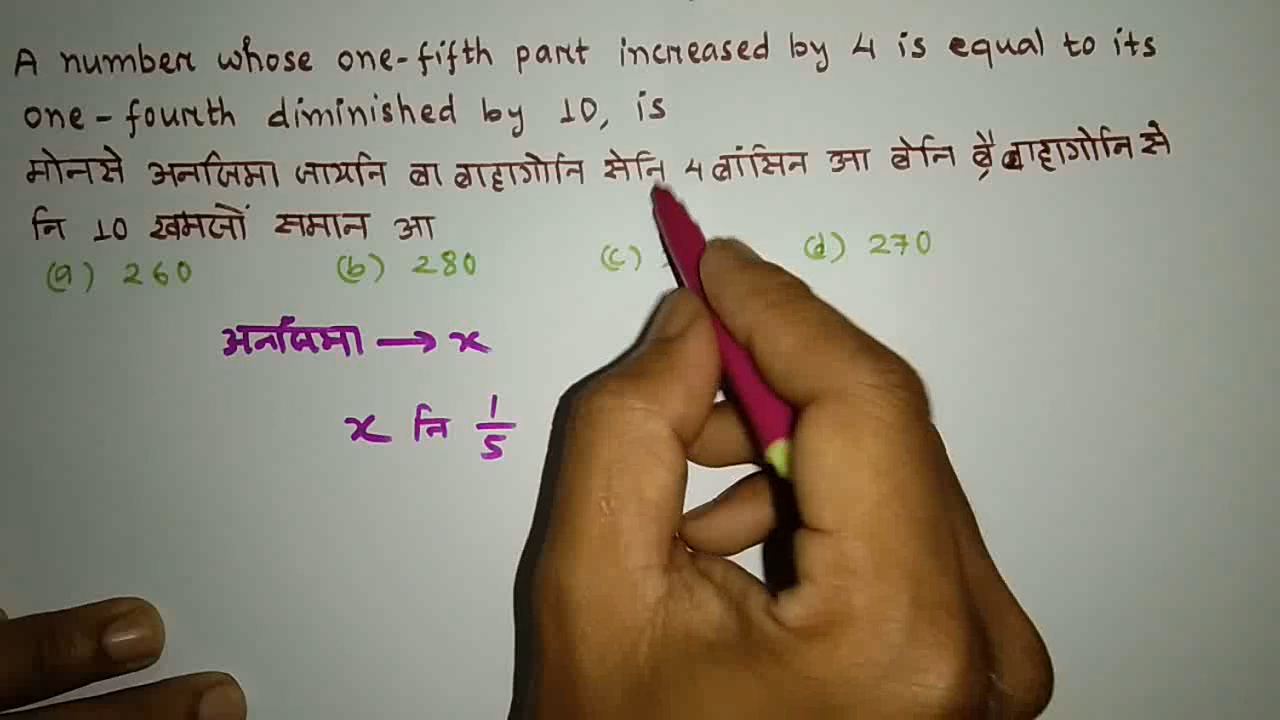 A number whose one-fifth part increased by 4 is equal to its
one-fourth diminished by 10, is
मोनसे अनजिमा जायनि बा बाहागोनि सेनि 4 बांसिन आ बेनि ब्रै बाहागोनि से
नि 10 खमजों समान आ
(a) 260 (b) 280 (c) (d) 270
अनजिमा → x
x नि 1/5